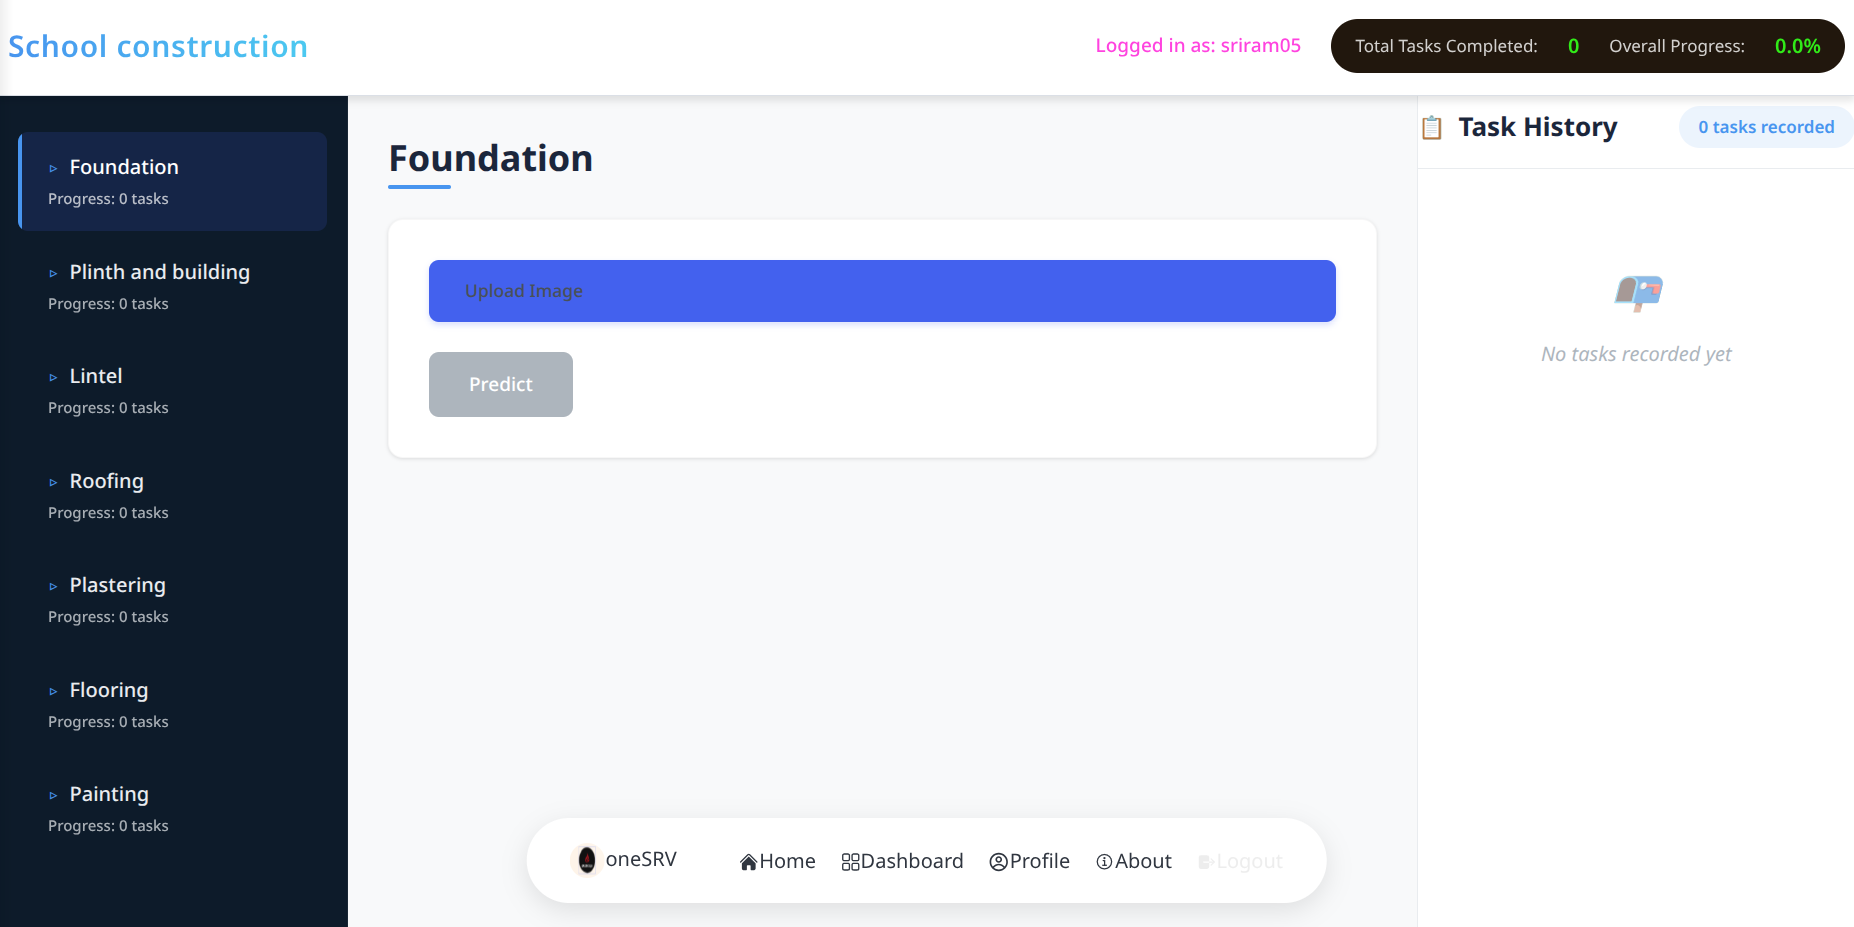 School construction
Logged in as: sriram05
Total Tasks Completed: 0 Overall Progress: 0.0%
Foundation
Progress: 0 tasks
Plinth and building
Progress: 0 tasks
Lintel
Progress: 0 tasks
Roofing
Progress: 0 tasks
Plastering
Progress: 0 tasks
Flooring
Progress: 0 tasks
Painting
Progress: 0 tasks
Foundation
Upload Image
Predict
Task History
0 tasks recorded
No tasks recorded yet
oneSRV
Home
Dashboard
Profile
About
Logout